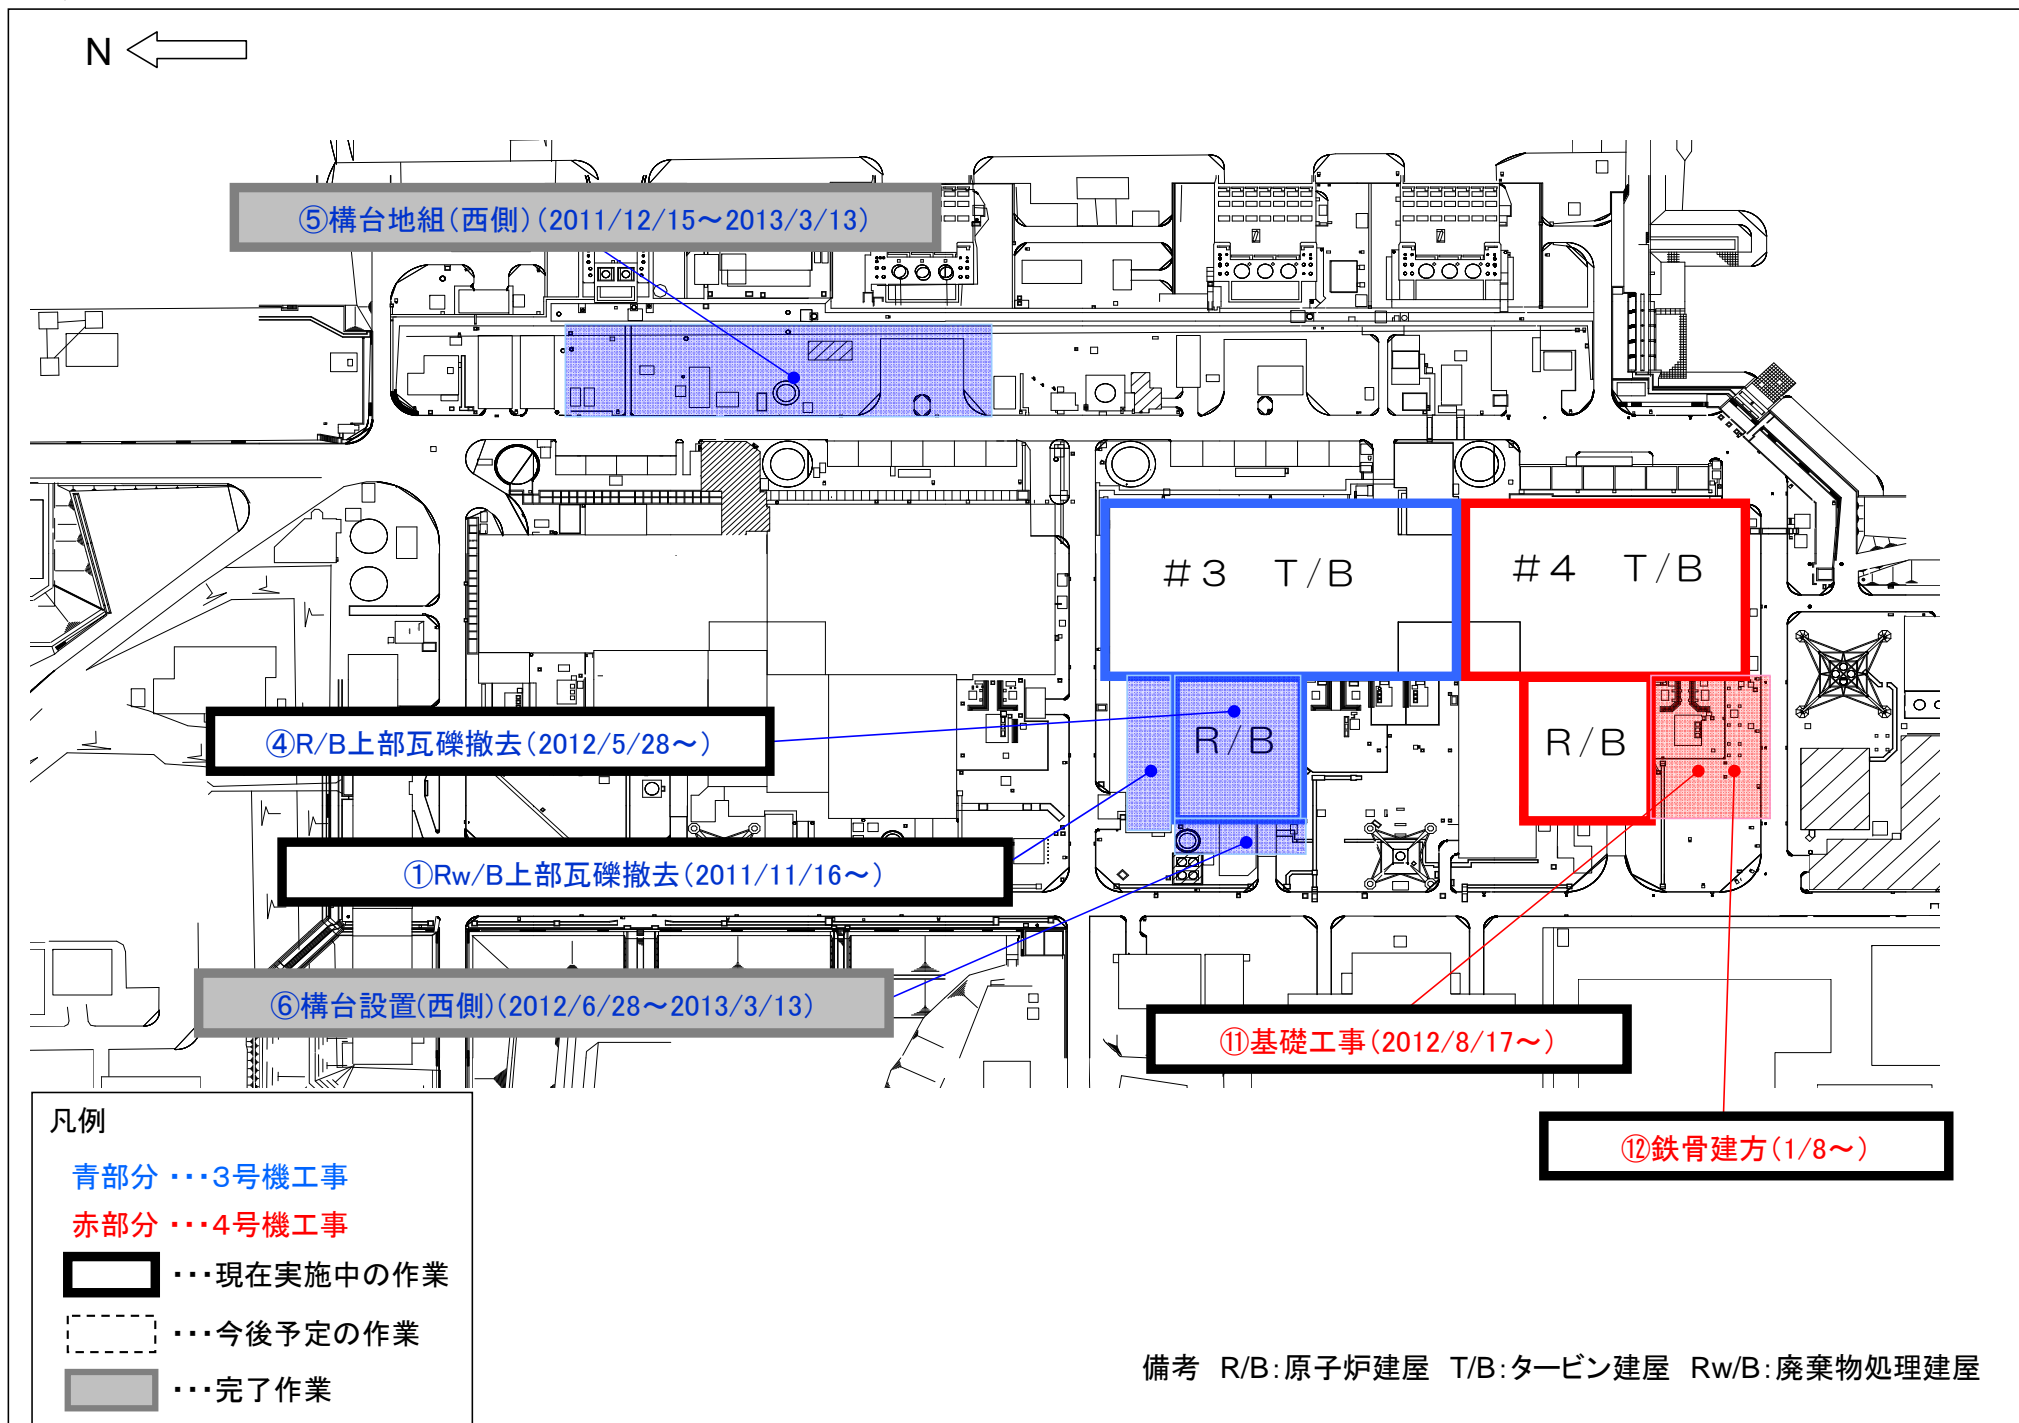 N
⑤構台地組(西側)(2011/12/15～2013/3/13)
#3 T/B
#4 T/B
④R/B上部瓦礫撤去(2012/5/28～)
R/B
R/B
①Rw/B上部瓦礫撤去(2011/11/16～)
⑥構台設置(西側)(2012/6/28～2013/3/13)
⑪基礎工事(2012/8/17～)
⑫鉄骨建方(1/8～)
凡例
青部分 ・・・3号機工事
赤部分 ・・・4号機工事
・・・現在実施中の作業
・・・今後予定の作業
・・・完了作業
備考 R/B:原子炉建屋 T/B:タービン建屋 Rw/B:廃棄物処理建屋